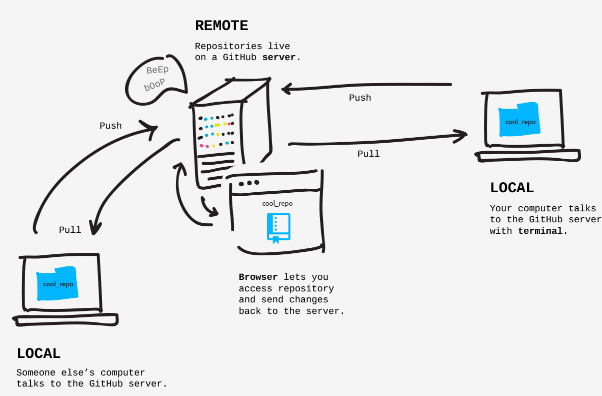 REMOTE
Repositories live
on a GitHub server.
BeEp
bOoP
Push
Pull
Push
Pull
cool_repo
LOCAL
Your computer talks
to the GitHub server
with terminal.
cool_repo
Browser lets you
access repository
and send changes
back to the server.
cool_repo
LOCAL
Someone else’s computer
talks to the GitHub server.